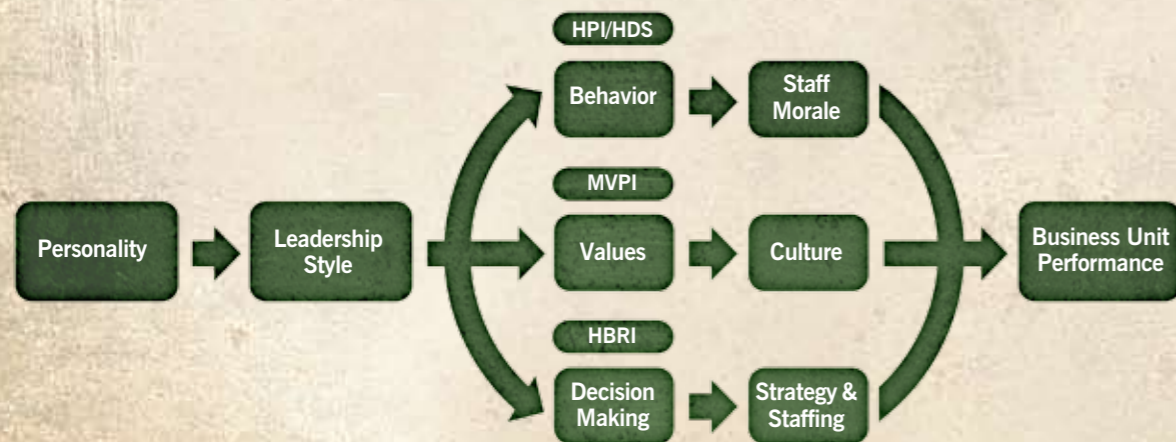 HPI/HDS
Behavior
Staff
Morale
MVPI
Personality
Leadership
Style
Values
Culture
Business Unit
Performance
HBRI
Decision
Making
Strategy &
Staffing